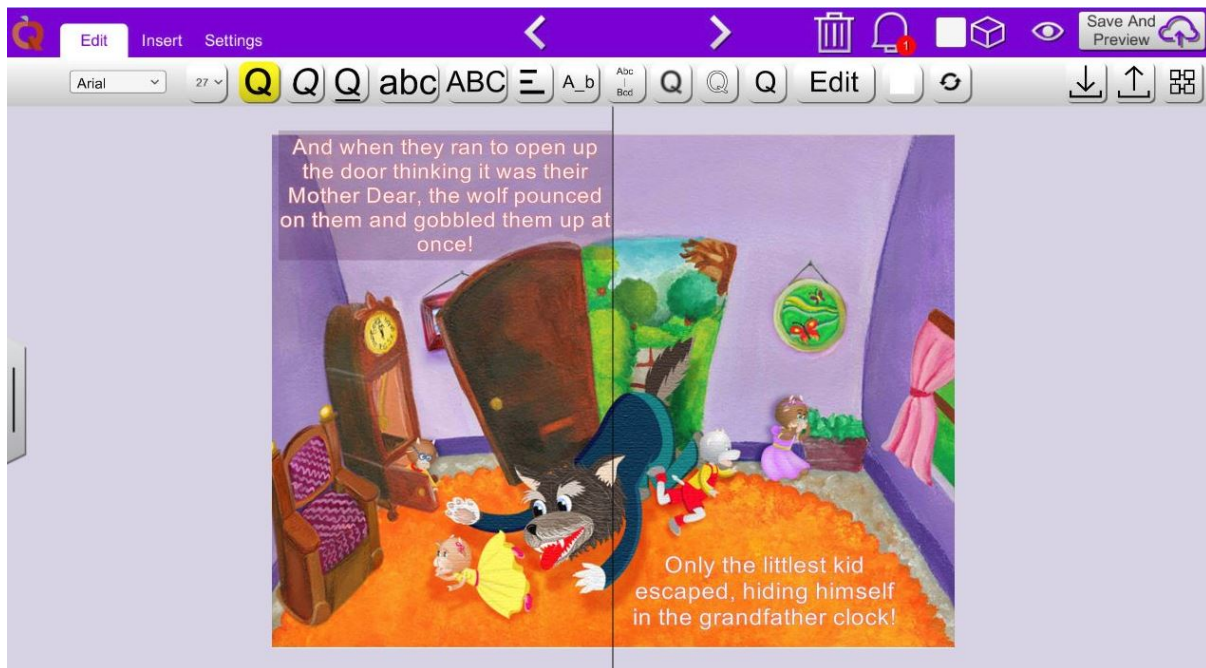 Edit Insert Settings
1
Save And
Preview
Arial 27 Q Q Q abc ABC A_b Abc Q Q Q Edit
Bcd
And when they ran to open up
the door thinking it was their
Mother Dear, the wolf pounced
on them and gobbled them up at
once!
Only the littlest kid
escaped, hiding himself
in the grandfather clock!